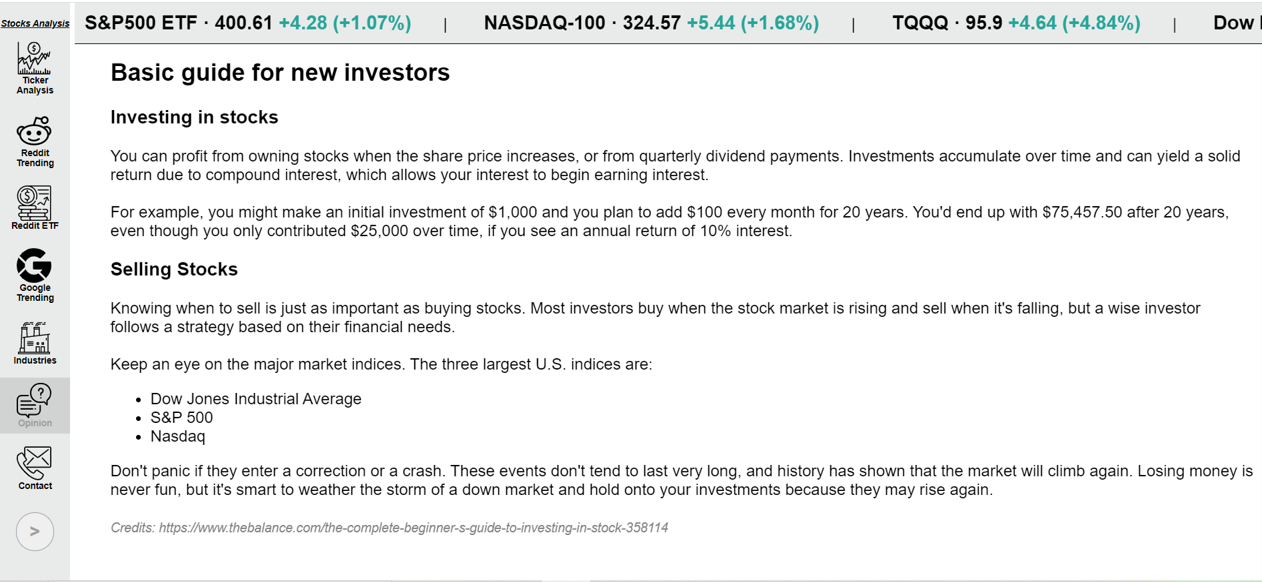 Stocks Analysis
S&P500 ETF · 400.61 +4.28 (+1.07%) | NASDAQ-100 · 324.57 +5.44 (+1.68%) | TQQQ · 95.9 +4.64 (+4.84%) | Dow
Ticker
Analysis
Reddit
Trending
Reddit ETF
Google
Trending
Industries
Opinion
Contact
>
Basic guide for new investors
Investing in stocks
You can profit from owning stocks when the share price increases, or from quarterly dividend payments. Investments accumulate over time and can yield a solid
return due to compound interest, which allows your interest to begin earning interest.
For example, you might make an initial investment of $1,000 and you plan to add $100 every month for 20 years. You'd end up with $75,457.50 after 20 years,
even though you only contributed $25,000 over time, if you see an annual return of 10% interest.
Selling Stocks
Knowing when to sell is just as important as buying stocks. Most investors buy when the stock market is rising and sell when it's falling, but a wise investor
follows a strategy based on their financial needs.
Keep an eye on the major market indices. The three largest U.S. indices are:
• Dow Jones Industrial Average
• S&P 500
• Nasdaq
Don't panic if they enter a correction or a crash. These events don't tend to last very long, and history has shown that the market will climb again. Losing money is
never fun, but it's smart to weather the storm of a down market and hold onto your investments because they may rise again.
Credits: https://www.thebalance.com/the-complete-beginner-s-guide-to-investing-in-stock-358114